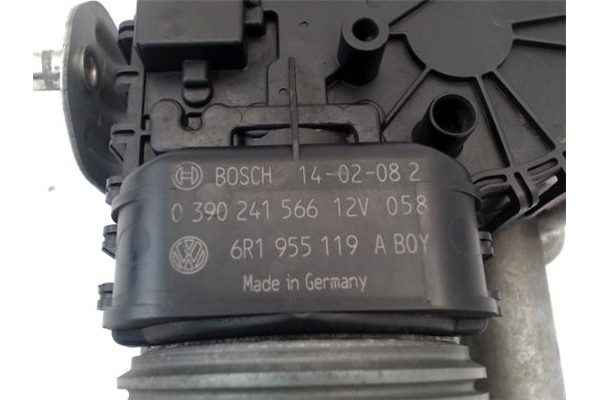 BOSCH 14-02-08 2
0 390 241 566 12V 058
6R1 955 119 A BOY
Made in Germany